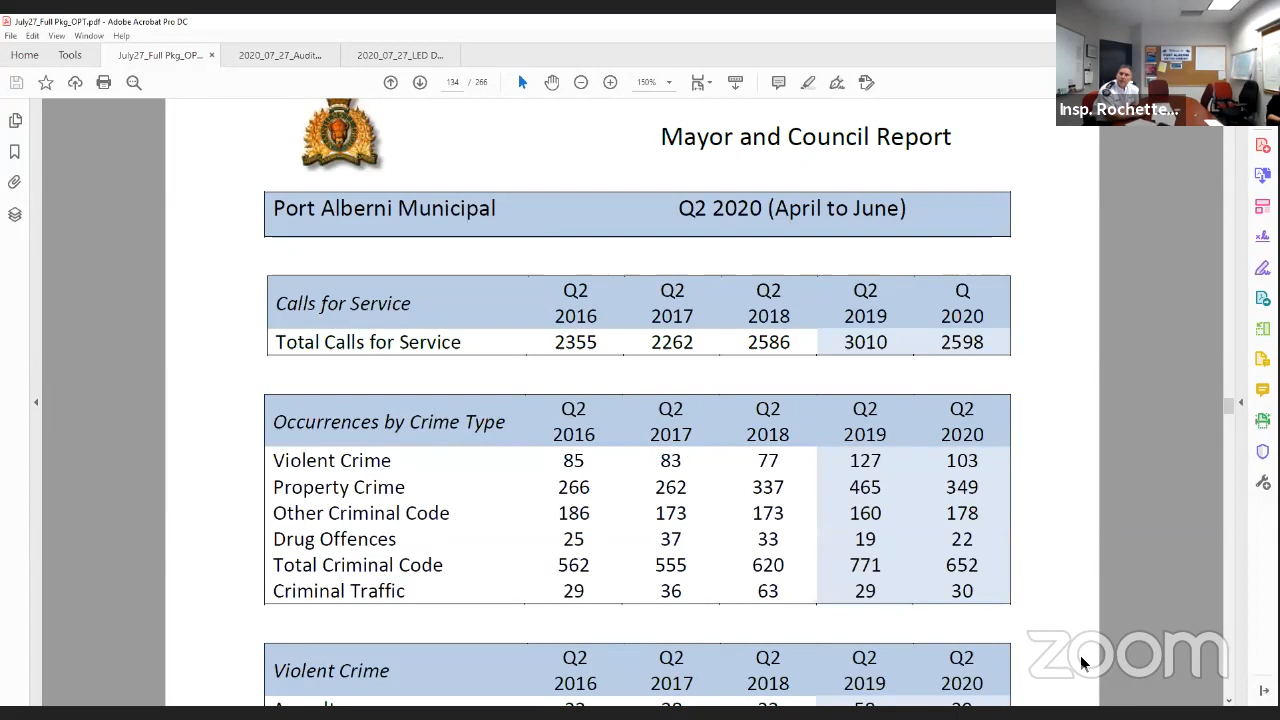 July27_Full Pkg_OPT.pdf - Adobe Acrobat Pro DC
File Edit View Window Help
Home Tools July27_Full Pkg_OP... × 2020_07_27_Audit... 2020_07_27_LED D...
134 / 266 150%
Insp. Rochette...
Mayor and Council Report
Port Alberni Municipal Q2 2020 (April to June)
Calls for Service Q2 2016 Q2 2017 Q2 2018 Q2 2019 Q 2020
Total Calls for Service 2355 2262 2586 3010 2598
Occurrences by Crime Type Q2 2016 Q2 2017 Q2 2018 Q2 2019 Q2 2020
Violent Crime 85 83 77 127 103
Property Crime 266 262 337 465 349
Other Criminal Code 186 173 173 160 178
Drug Offences 25 37 33 19 22
Total Criminal Code 562 555 620 771 652
Criminal Traffic 29 36 63 29 30
Violent Crime Q2 2016 Q2 2017 Q2 2018 Q2 2019 Q2 2020
zoom